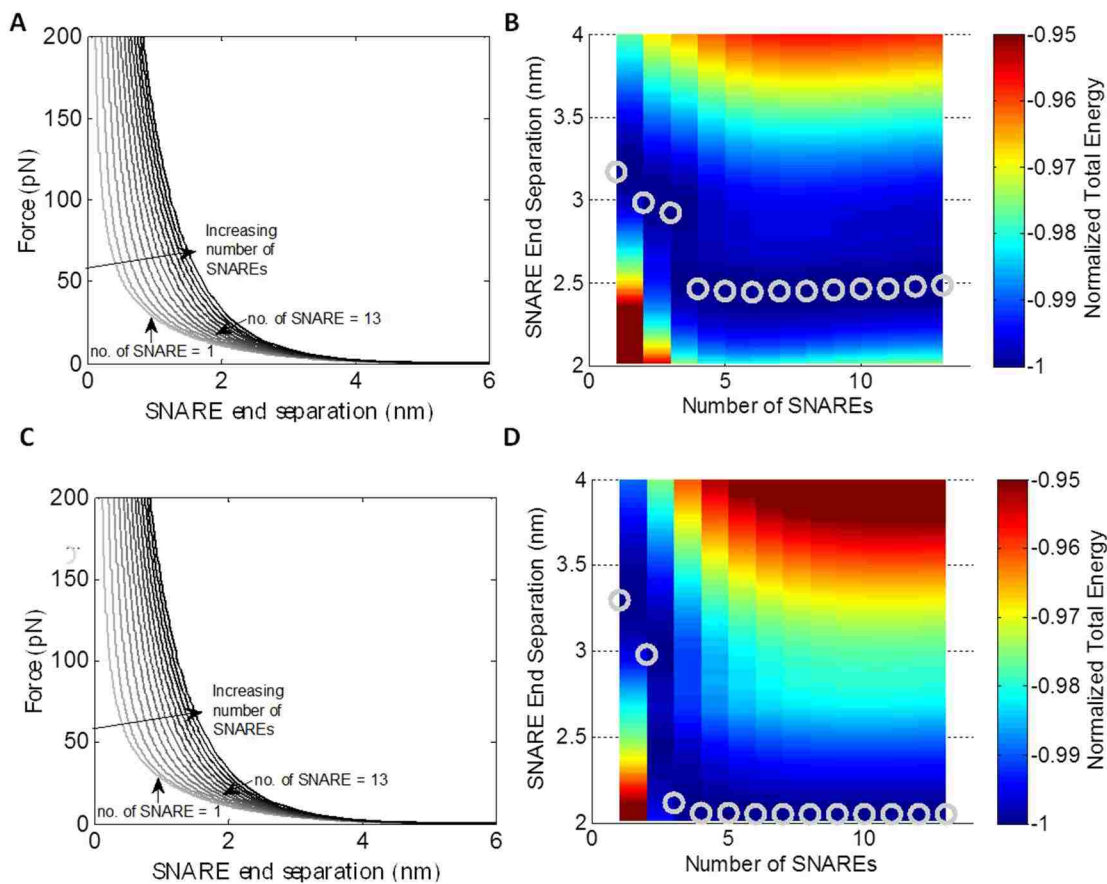 A
200
150
100
50
0
Force (pN)
Increasing
number of
SNAREs
no. of SNARE = 13
no. of SNARE = 1
0 2 4 6
SNARE end separation (nm)
B
4
3.5
3
2.5
2
SNARE End Separation (nm)
0 5 10
Number of SNAREs
-0.95
-0.96
-0.97
-0.98
-0.99
-1
Normalized Total Energy
C
200
150
100
50
0
Force (pN)
Increasing
number of
SNAREs
no. of SNARE = 13
no. of SNARE = 1
0 2 4 6
SNARE end separation (nm)
D
4
3.5
3
2.5
2
SNARE End Separation (nm)
0 5 10
Number of SNAREs
-0.95
-0.96
-0.97
-0.98
-0.99
-1
Normalized Total Energy